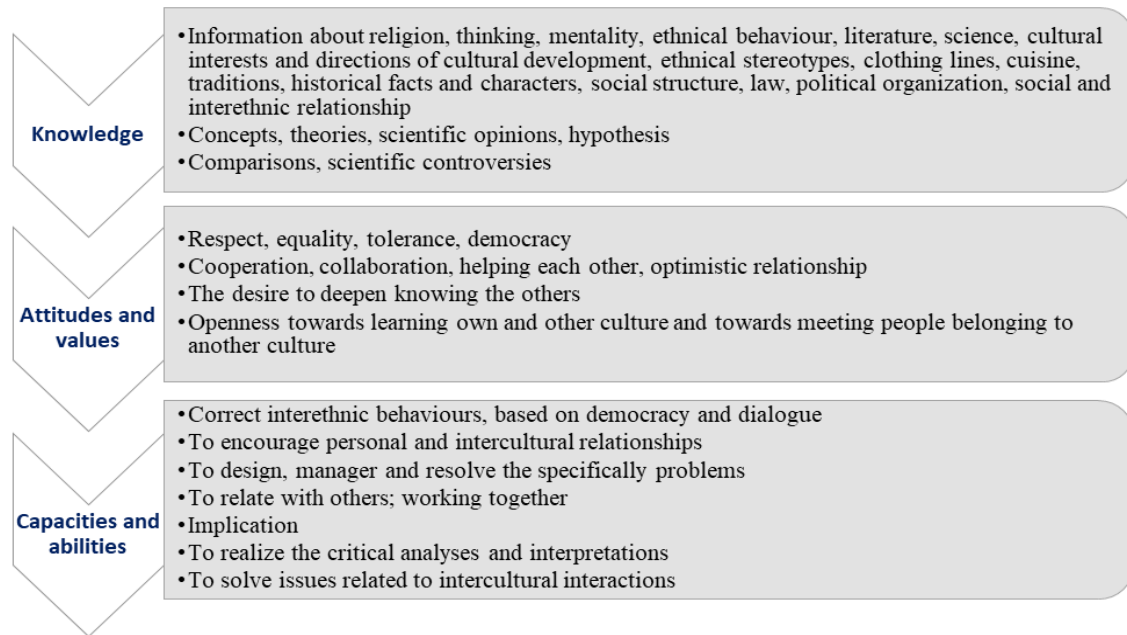 Knowledge
•Information about religion, thinking, mentality, ethnical behaviour, literature, science, cultural
interests and directions of cultural development, ethnical stereotypes, clothing lines, cuisine,
traditions, historical facts and characters, social structure, law, political organization, social and
interethnic relationship
•Concepts, theories, scientific opinions, hypothesis
•Comparisons, scientific controversies
Attitudes and
values
•Respect, equality, tolerance, democracy
•Cooperation, collaboration, helping each other, optimistic relationship
•The desire to deepen knowing the others
•Openness towards learning own and other culture and towards meeting people belonging to
another culture
Capacities and
abilities
•Correct interethnic behaviours, based on democracy and dialogue
•To encourage personal and intercultural relationships
•To design, manager and resolve the specifically problems
•To relate with others; working together
•Implication
•To realize the critical analyses and interpretations
•To solve issues related to intercultural interactions